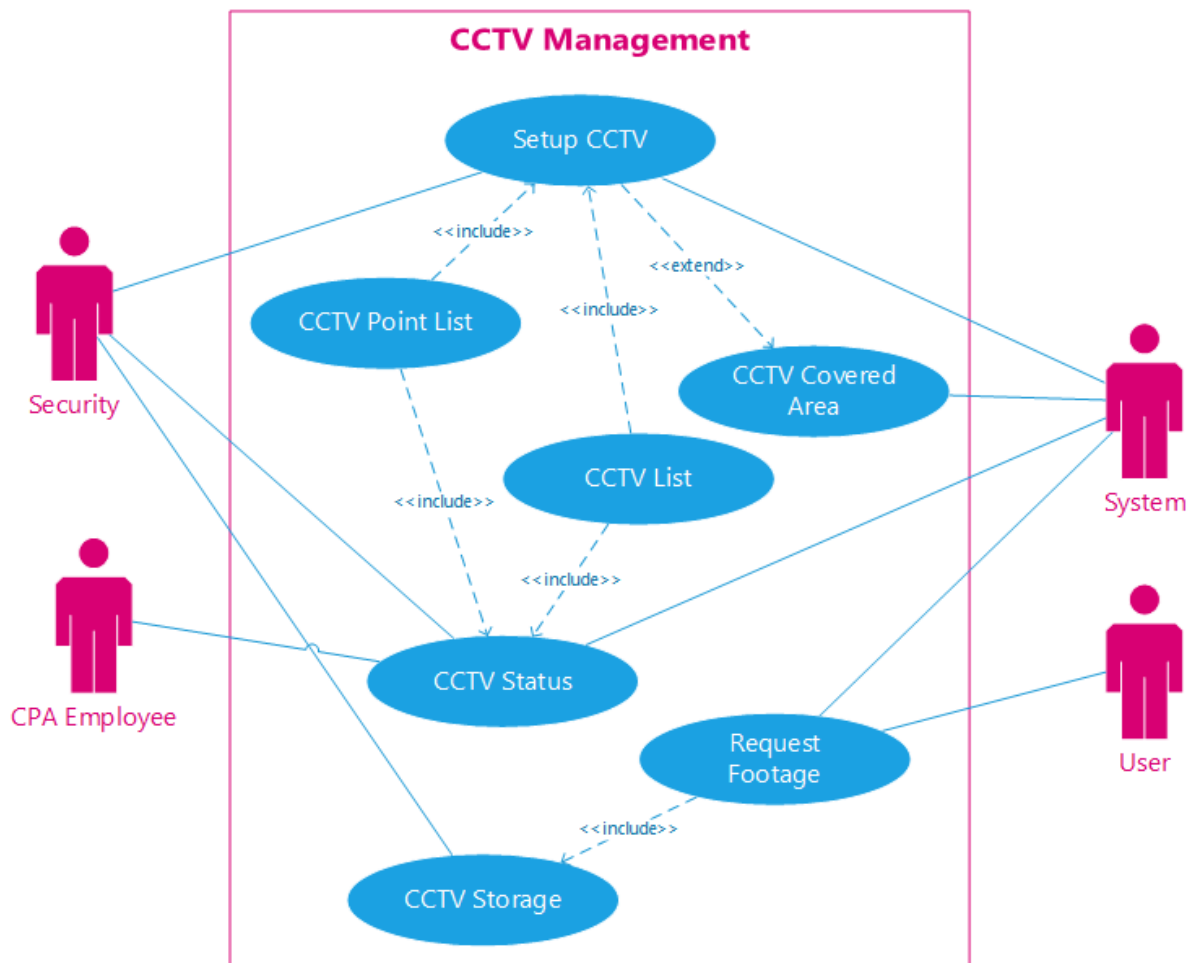 CCTV Management
Setup CCTV
<<include>>
<<extend>>
<<include>>
CCTV Point List
CCTV Covered
Area
Security
CCTV List
<<include>>
System
<<include>>
CCTV Status
CPA Employee
Request
Footage
User
<<include>>
CCTV Storage